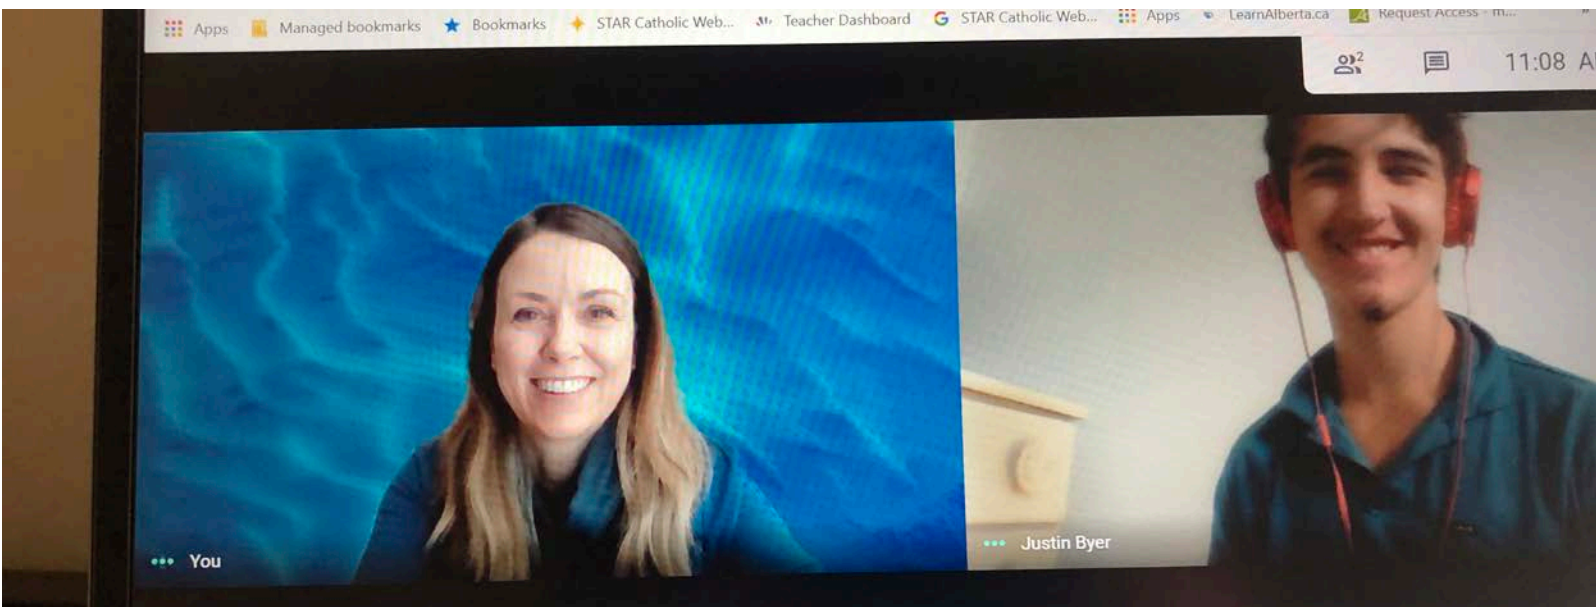 Apps Managed bookmarks Bookmarks STAR Catholic Web... Teacher Dashboard STAR Catholic Web... Apps LearnAlberta.ca Request Access - m...
2 11:08
You
Justin Byer